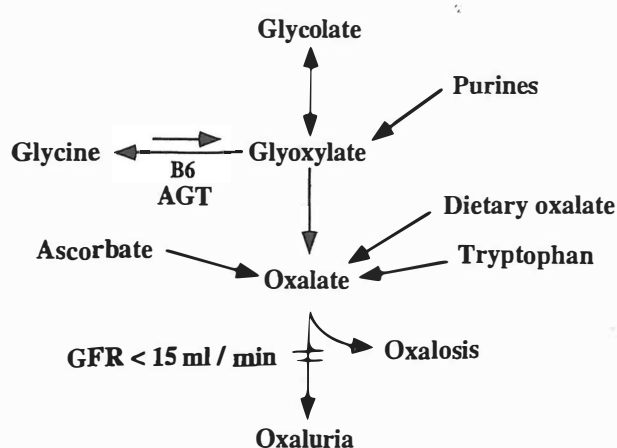 Glycolate
Purines
Glycine
Glyoxylate
B6
AGT
Dietary oxalate
Ascorbate
Tryptophan
Oxalate
GFR < 15 ml / min
Oxalosis
Oxaluria